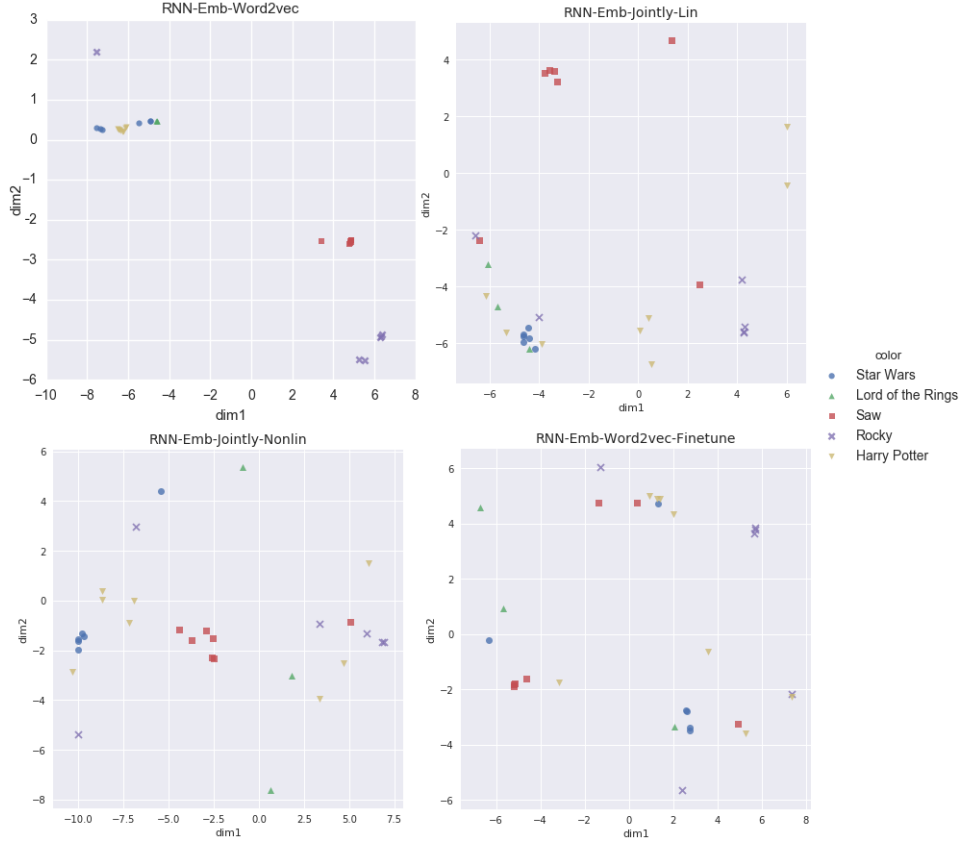 RNN-Emb-Word2vec
3
2
1
0
−1
−2
−3
−4
−5
−6
dim2
−10 −8 −6 −4 −2 0 2 4 6 8
dim1
RNN-Emb-Jointly-Lin
4
2
0
−2
−4
−6
dim2
−6 −4 −2 0 2 4 6
dim1
color
Star Wars
Lord of the Rings
Saw
Rocky
Harry Potter
RNN-Emb-Jointly-Nonlin
6
4
2
0
−2
−4
−6
−8
dim2
−10.0 −7.5 −5.0 −2.5 0.0 2.5 5.0 7.5
dim1
RNN-Emb-Word2vec-Finetune
6
4
2
0
−2
−4
−6
dim2
−6 −4 −2 0 2 4 6 8
dim1